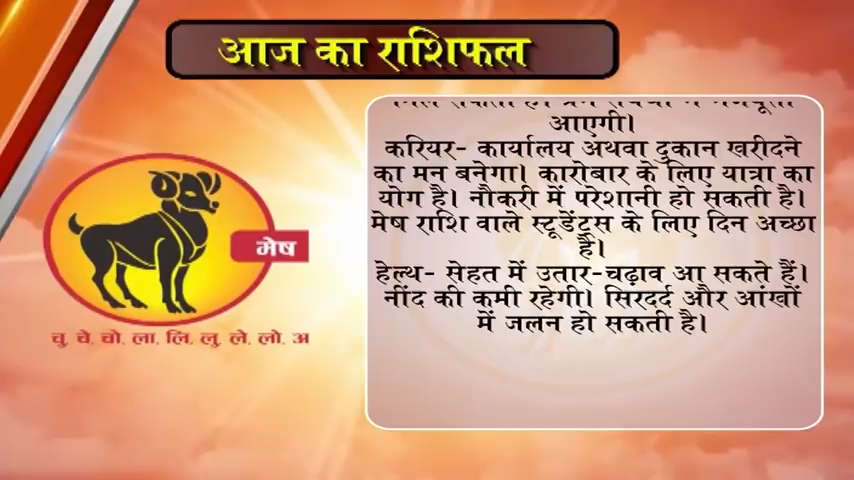 आज का राशिफल
आएगी।
करियर- कार्यालय अथवा दुकान खरीदने
का मन बनेगा। कारोबार के लिए यात्रा का
योग है। नौकरी में परेशानी हो सकती है।
मेष राशि वाले स्टूडेंट्स के लिए दिन अच्छा
है।
हेल्थ- सेहत में उतार-चढ़ाव आ सकते हैं।
नींद की कमी रहेगी। सिरदर्द और आंखों
में जलन हो सकती है।
मेष
चु, चे, चो, ला, लि, लु, ले, लो, अ